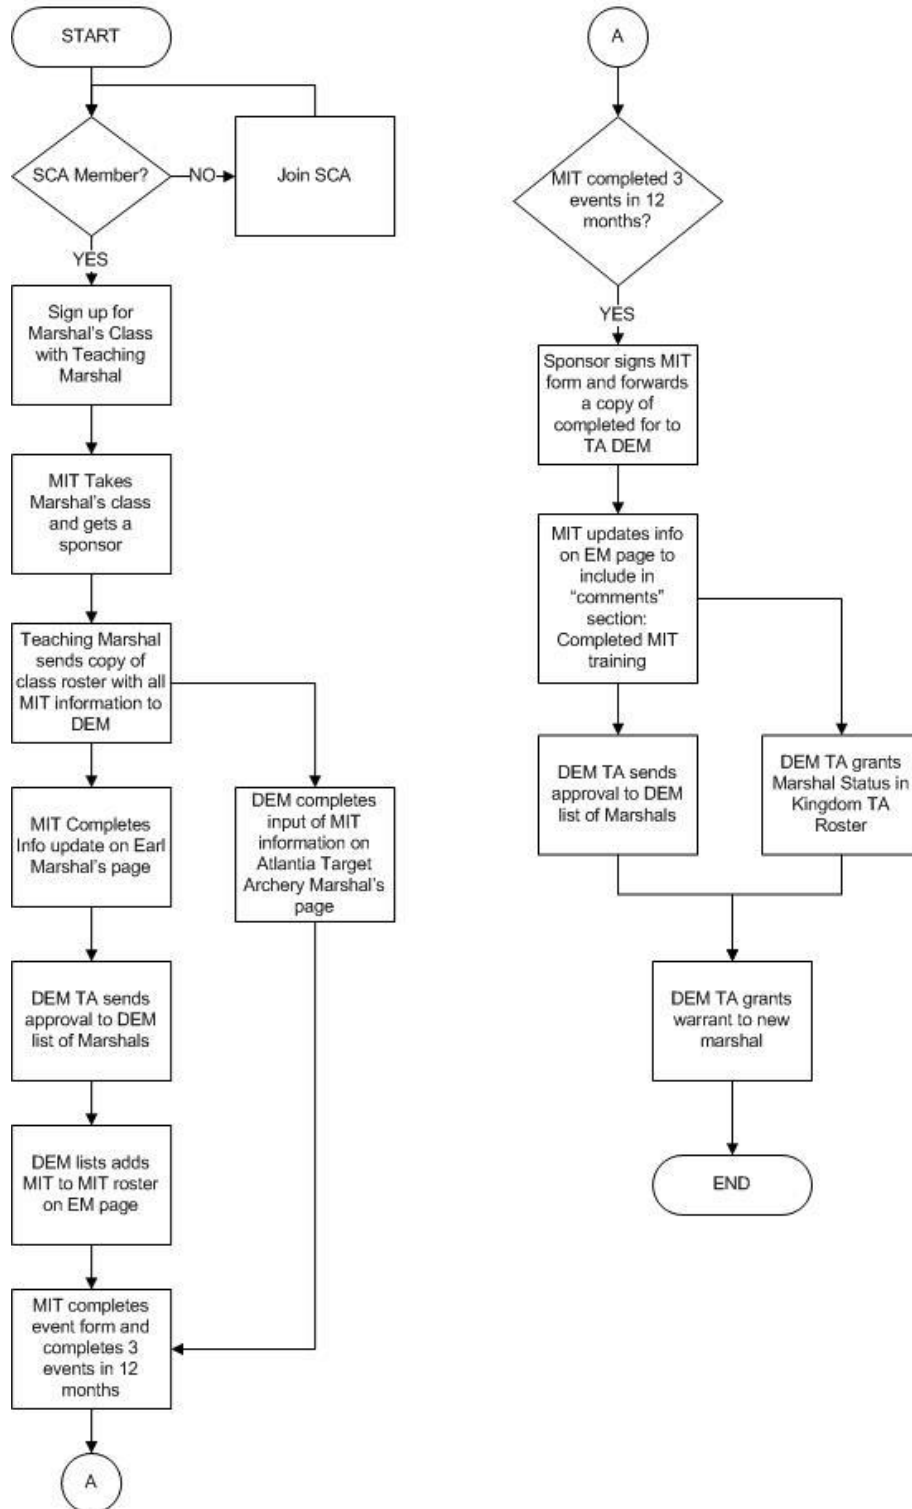 START
SCA Member?
NO
Join SCA
YES
Sign up for
Marshal's Class
with Teaching
Marshal
MIT Takes
Marshal's class
and gets a
sponsor
Teaching Marshal
sends copy of
class roster with all
MIT information to
DEM
MIT Completes
Info update on Earl
Marshal's page
DEM completes
input of MIT
information on
Atlantia Target
Archery Marshal's
page
DEM TA sends
approval to DEM
list of Marshals
DEM lists adds
MIT to MIT roster
on EM page
MIT completes
event form and
completes 3
events in 12
months
A
A
MIT completed 3
events in 12
months?
YES
Sponsor signs MIT
form and forwards
a copy of
completed for to
TA DEM
MIT updates info
on EM page to
include in
“comments”
section:
Completed MIT
training
DEM TA sends
approval to DEM
list of Marshals
DEM TA grants
Marshal Status in
Kingdom TA
Roster
DEM TA grants
warrant to new
marshal
END